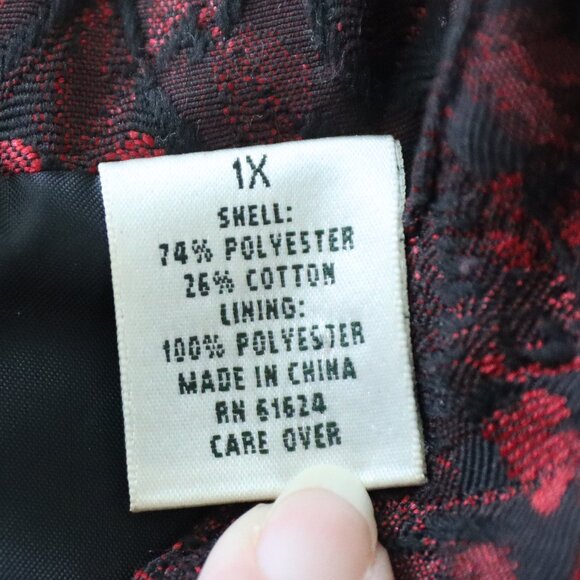 1X
SHELL:
74% POLYESTER
26% COTTON
LINING:
100% POLYESTER
MADE IN CHINA
RN 61624
CARE OVER